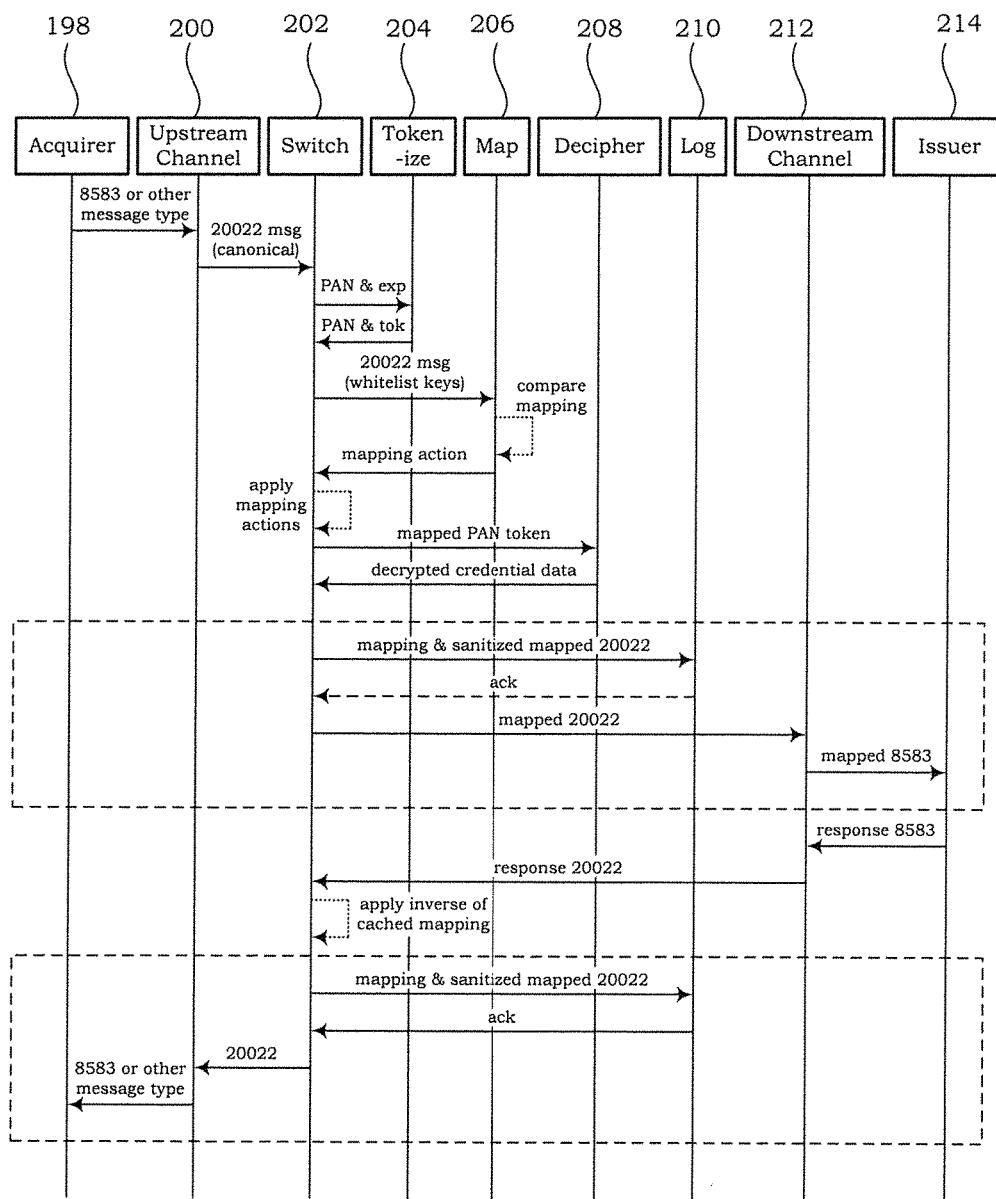 198
200
202
204
206
208
210
212
214
Acquirer
Upstream
Channel
Switch
Token
-ize
Map
Decipher
Log
Downstream
Channel
Issuer
8583 or other
message type
20022 msg
(canonical)
PAN & exp
PAN & tok
20022 msg
(whitelist keys)
compare
mapping
mapping action
apply
mapping
actions
mapped PAN token
decrypted credential data
mapping & sanitized mapped 20022
ack
mapped 20022
mapped 8583
response 8583
response 20022
apply inverse of
cached mapping
mapping & sanitized mapped 20022
ack
20022
8583 or other
message type